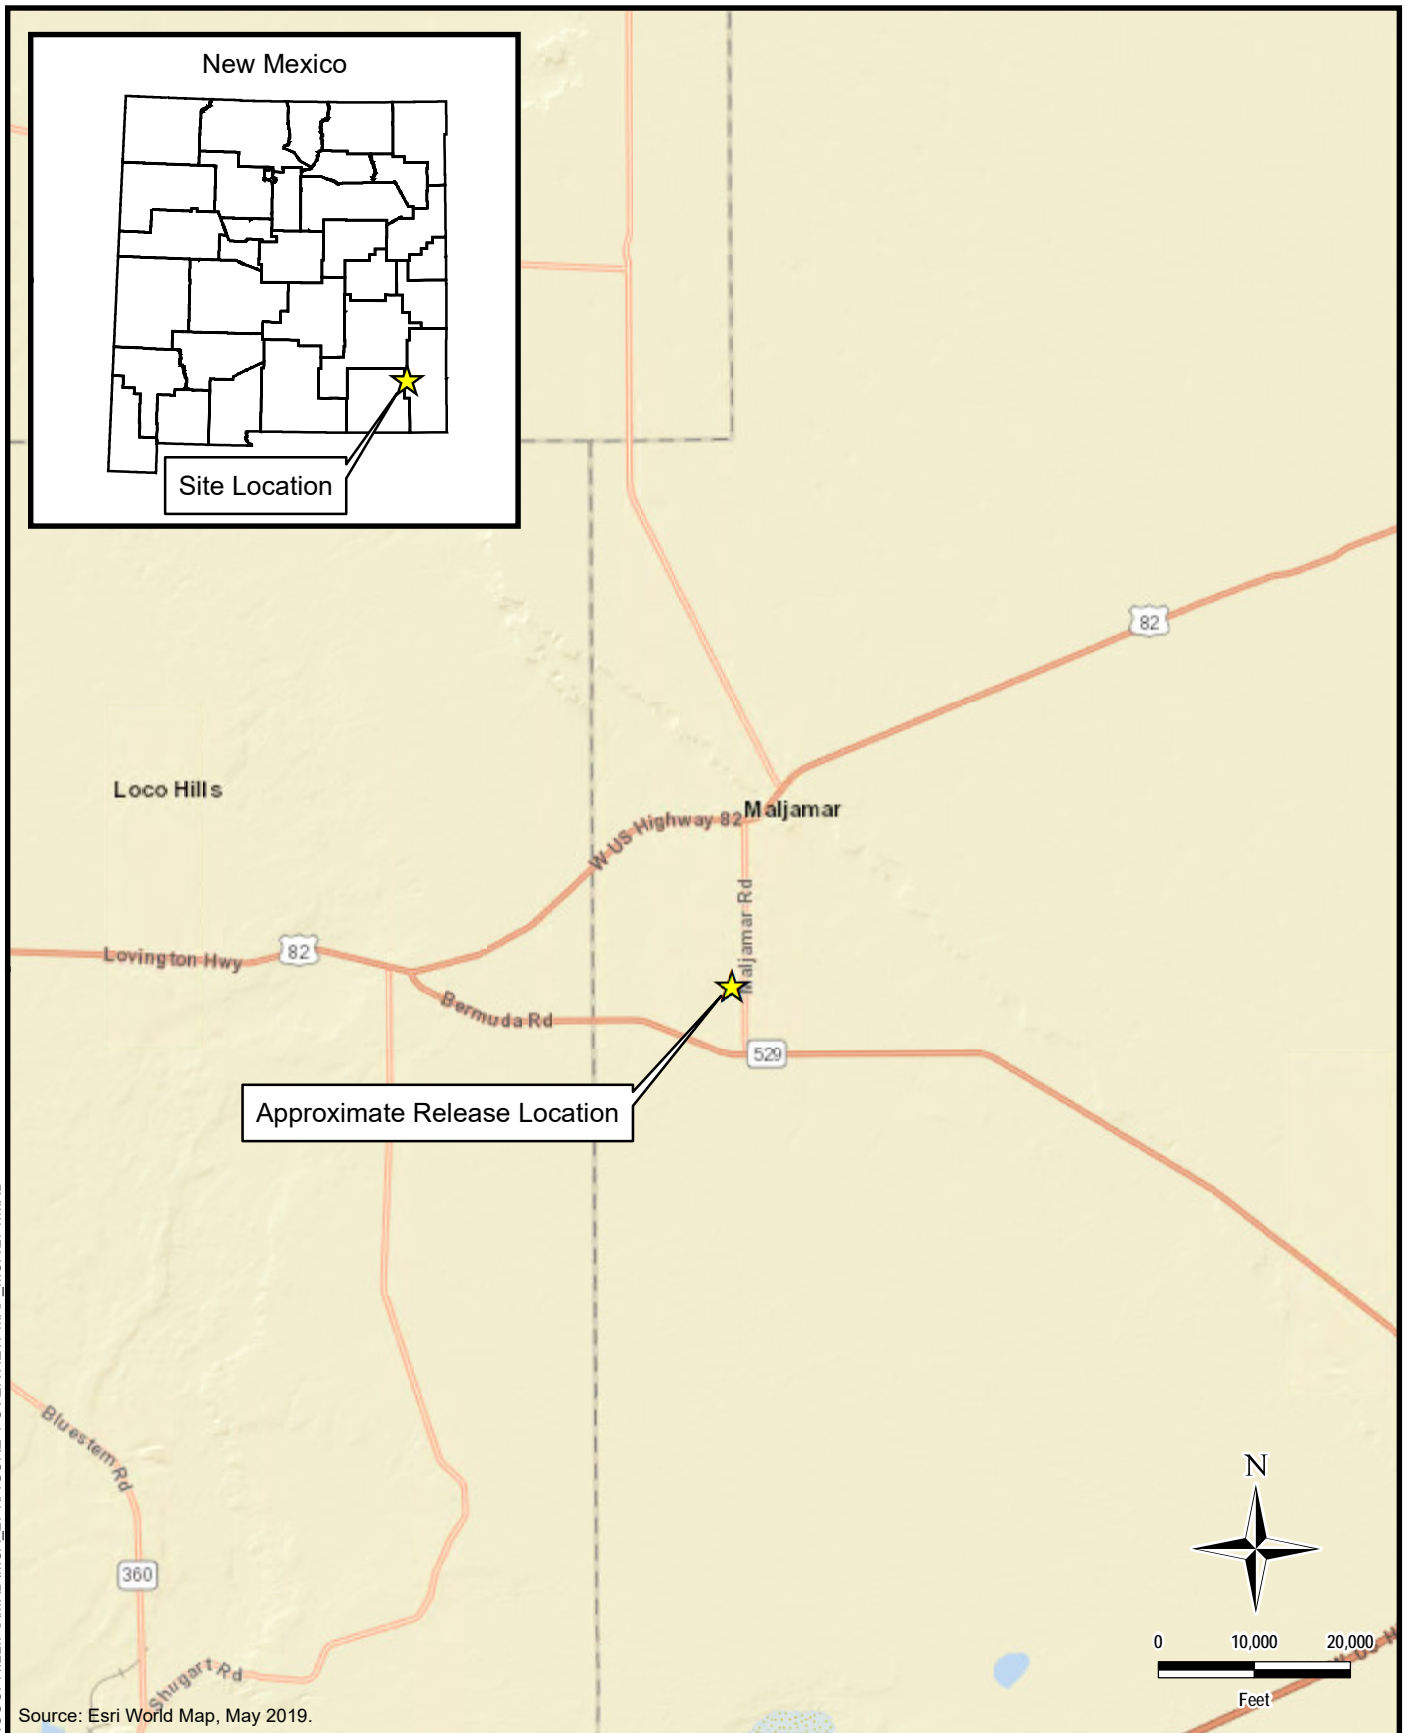 New Mexico
Site Location
82
Loco Hills
Maljamar
W US Highway 82
Maljamar Rd
Lovington Hwy
82
Bermuda Rd
529
Approximate Release Location
Bluestem Rd
N
360
0 10,000 20,000
Feet
Shugart Rd
Source: Esri World Map, May 2019.